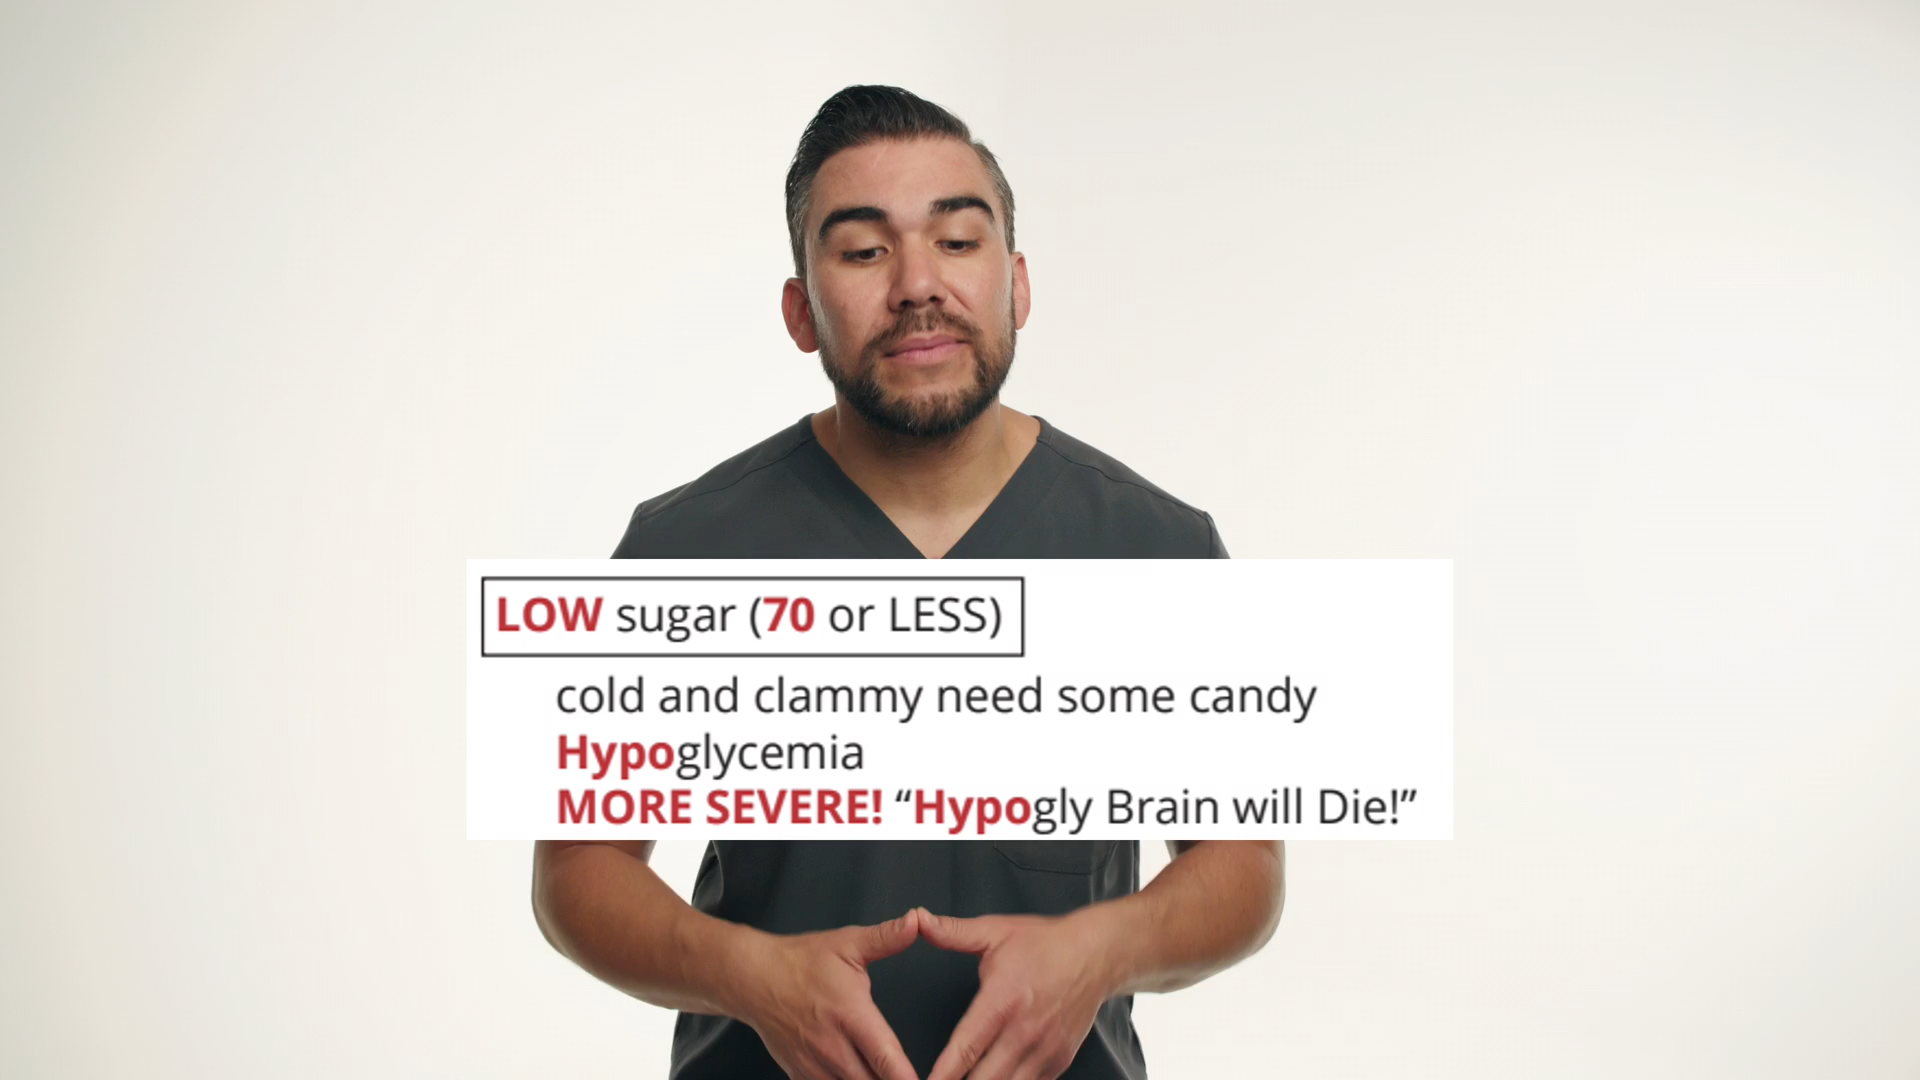 LOW sugar (70 or LESS)
cold and clammy need some candy
Hypoglycemia
MORE SEVERE! “Hypogly Brain will Die!”